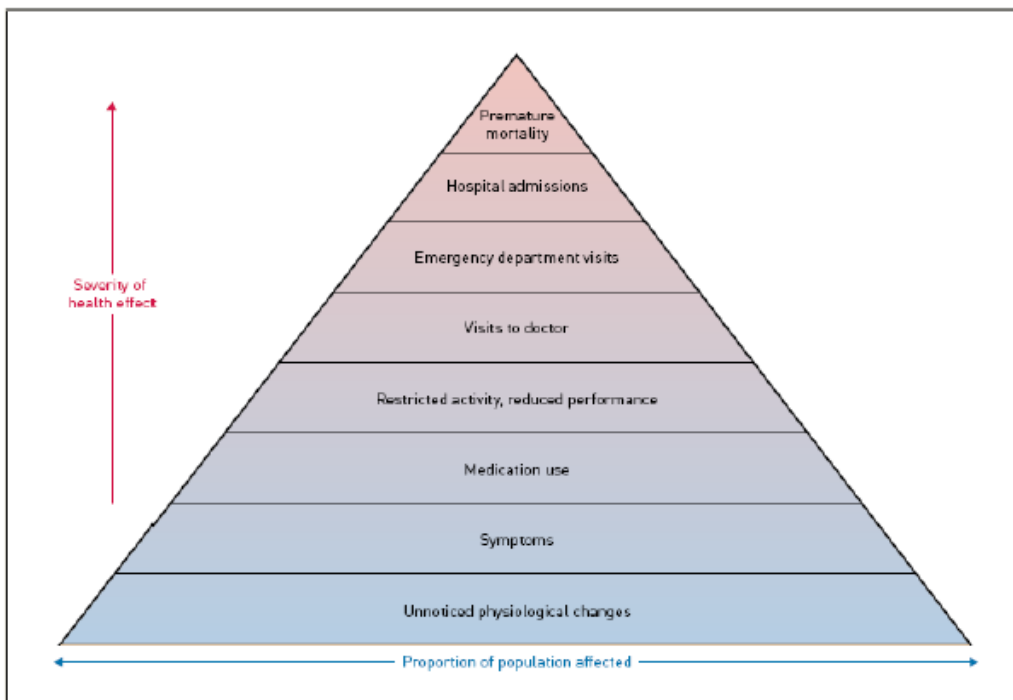 Premature
mortality
Hospital admissions
Emergency department visits
Severity of
health effect
Visits to doctor
Restricted activity, reduced performance
Medication use
Symptoms
Unnoticed physiological changes
Proportion of population affected